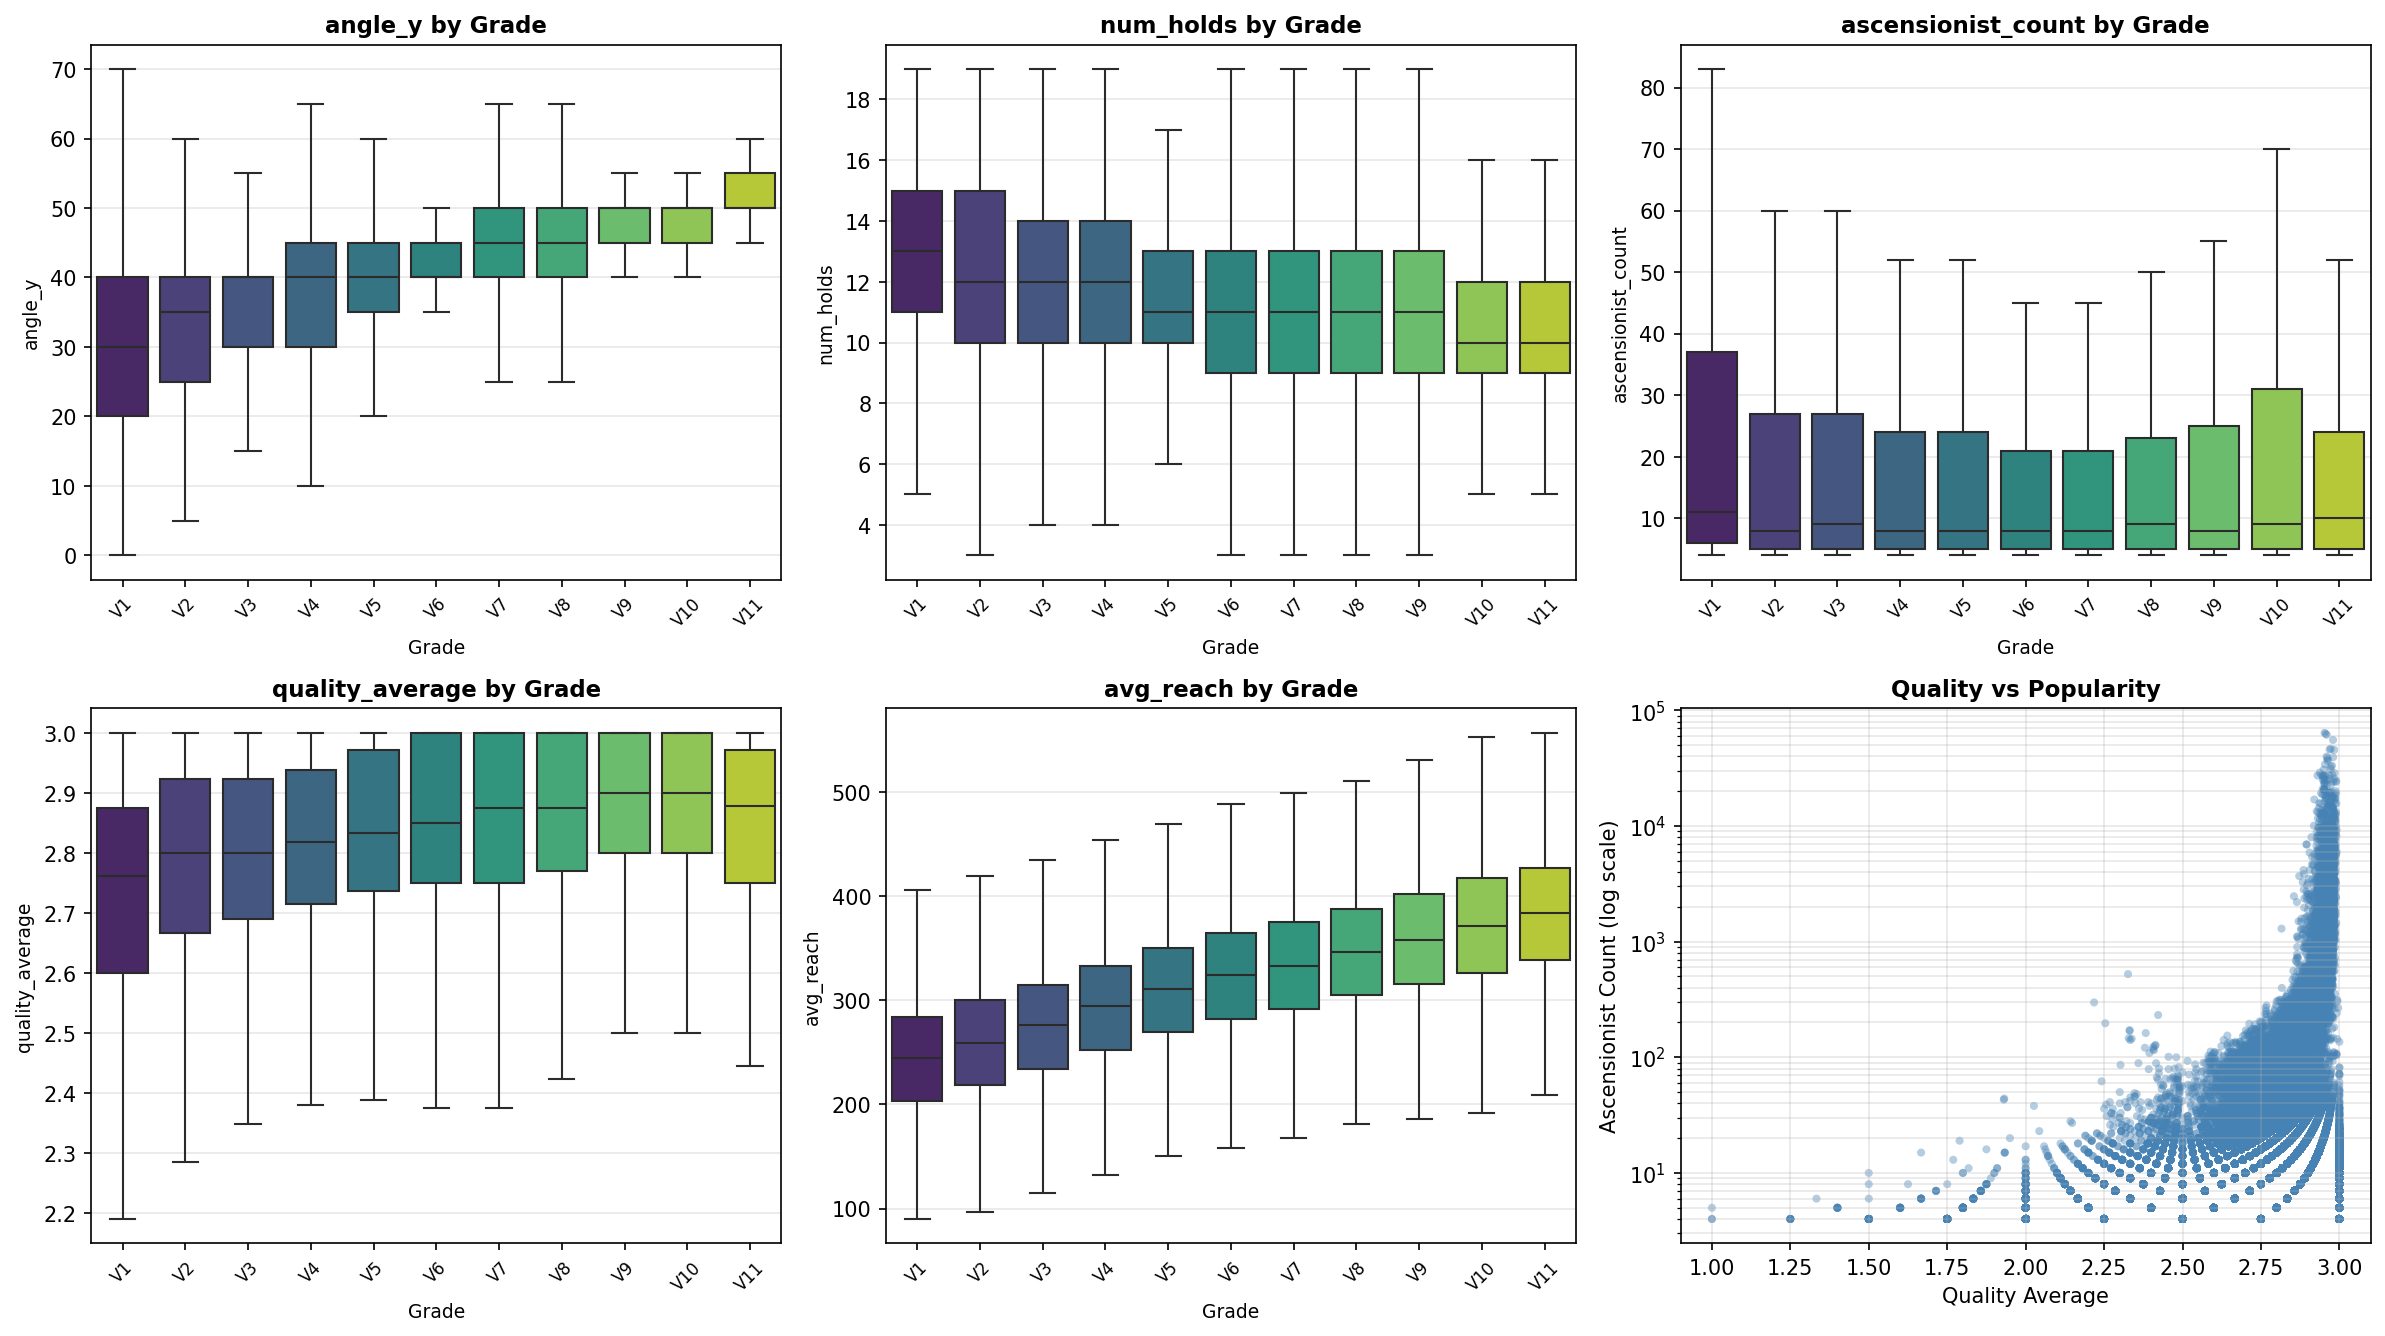 angle_y by Grade
angle_y
70
60
50
40
30
20
10
0
V1 V2 V3 V4 V5 V6 V7 V8 V9 V10 V11
Grade
num_holds by Grade
num_holds
18
16
14
12
10
8
6
4
V1 V2 V3 V4 V5 V6 V7 V8 V9 V10 V11
Grade
ascensionist_count by Grade
ascensionist_count
80
70
60
50
40
30
20
10
V1 V2 V3 V4 V5 V6 V7 V8 V9 V10 V11
Grade
quality_average by Grade
quality_average
3.0
2.9
2.8
2.7
2.6
2.5
2.4
2.3
2.2
V1 V2 V3 V4 V5 V6 V7 V8 V9 V10 V11
Grade
avg_reach by Grade
avg_reach
500
400
300
200
100
V1 V2 V3 V4 V5 V6 V7 V8 V9 V10 V11
Grade
Quality vs Popularity
Ascensionist Count (log scale)
10⁵
10⁴
10³
10²
10¹
1.00 1.25 1.50 1.75 2.00 2.25 2.50 2.75 3.00
Quality Average